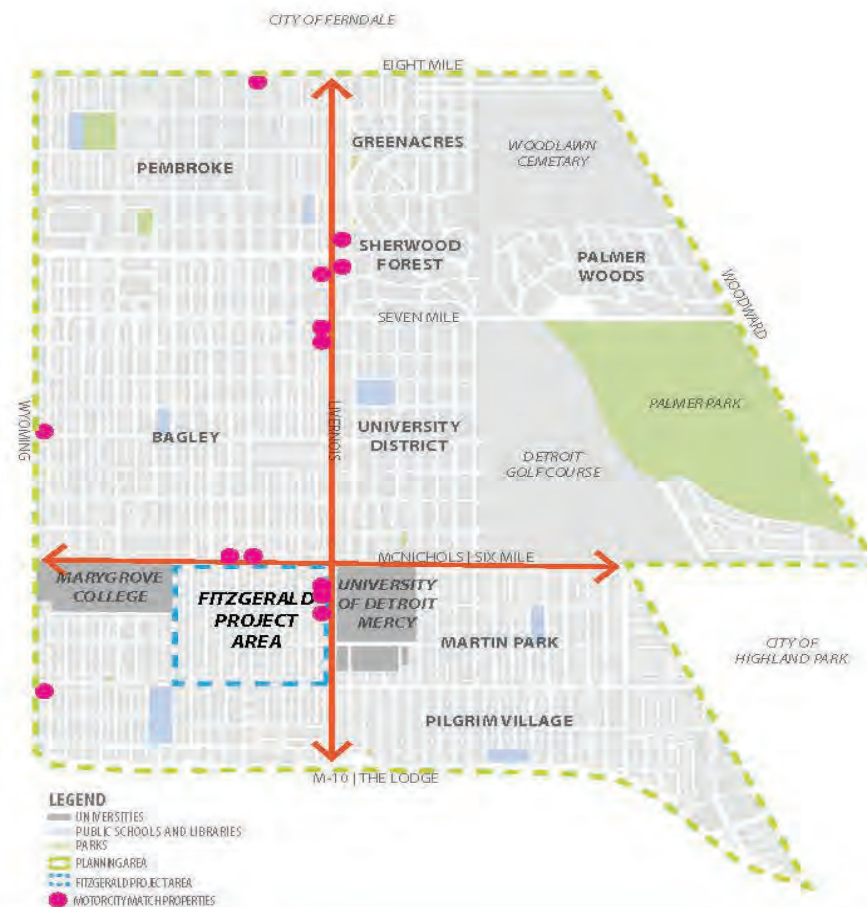 CITY OF FERNDALE
EIGHT MILE
GREENACRES
WOODLAWN
CEMETARY
PEMBROKE
SHERWOOD
FOREST
PALMER
WOODS
WOODWARD
SEVEN MILE
WYOMING
LIVERNOIS
PALMER PARK
BAGLEY
UNIVERSITY
DISTRICT
DETROIT
GOLF COURSE
MCNICHOLS | SIX MILE
MARYGROVE
COLLEGE
FITZGERALD
PROJECT
AREA
UNIVERSITY
OF DETROIT
MERCY
MARTIN PARK
CITY OF
HIGHLAND PARK
PILGRIM VILLAGE
M-10 | THE LODGE
LEGEND
UNIVERSITIES
PUBLIC SCHOOLS AND LIBRARIES
PARKS
PLANNING AREA
FITZGERALD PROJECT AREA
MOTORCITY MATCH PROPERTIES